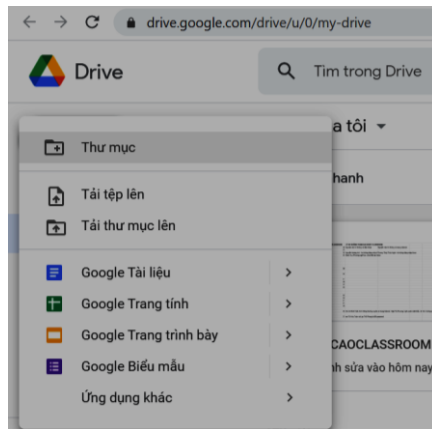 drive.google.com/drive/u/0/my-drive
Drive
Tìm trong Drive
a tôi
Thư mục
hanh
Tải tệp lên
Tải thư mục lên
Google Tài liệu
Google Trang tính
Google Trang trình bày
CAOCLASSROOM
Google Biểu mẫu
h sửa vào hôm nay
Ứng dụng khác